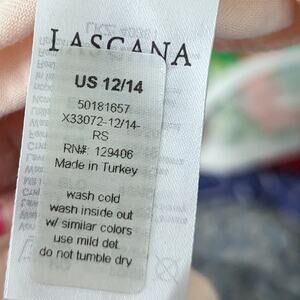 LASCANA
US 12/14
50181657
X33072-12/14-
RS
RN#: 129406
Made in Turkey
wash cold
wash inside out
w/ similar colors
use mild det.
do not tumble dry